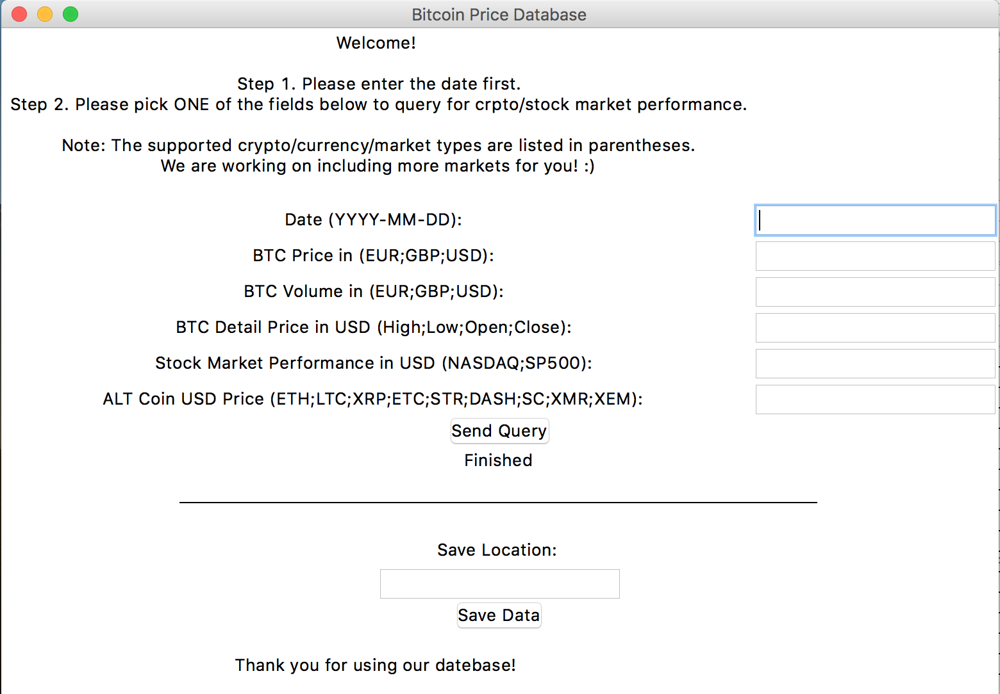 Bitcoin Price Database
Welcome!
Step 1. Please enter the date first.
Step 2. Please pick ONE of the fields below to query for crpto/stock market performance.
Note: The supported crypto/currency/market types are listed in parentheses.
We are working on including more markets for you! :)
Date (YYYY-MM-DD):
BTC Price in (EUR;GBP;USD):
BTC Volume in (EUR;GBP;USD):
BTC Detail Price in USD (High;Low;Open;Close):
Stock Market Performance in USD (NASDAQ;SP500):
ALT Coin USD Price (ETH;LTC;XRP;ETC;STR;DASH;SC;XMR;XEM):
Send Query
Finished
Save Location:
Save Data
Thank you for using our datebase!